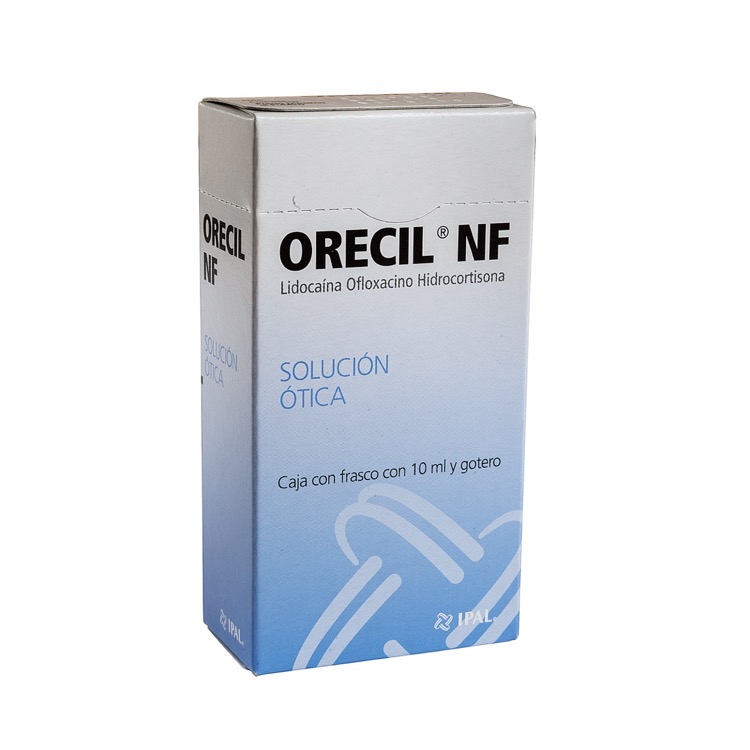 ORECIL® NF
Lidocaína Ofloxacino Hidrocortisona
SOLUCIÓN
ÓTICA
Caja con frasco con 10 ml y gotero
IPAL®
ORECIL
NF
SOLUCIÓN
ÓTICA
IPAL®